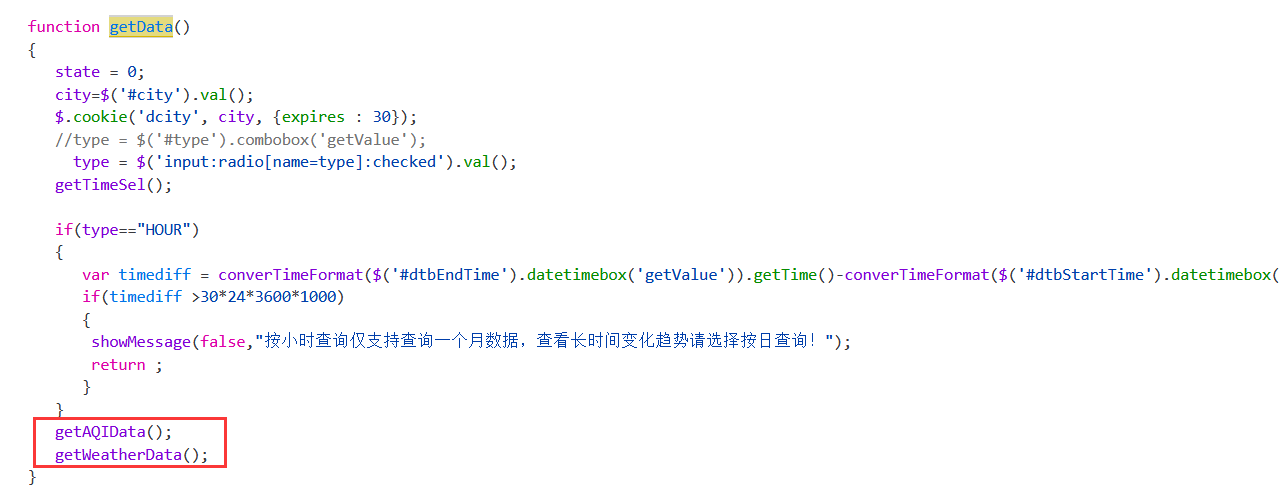 function getData()
{
state = 0;
city=$('#city').val();
$.cookie('dcity', city, {expires : 30});
//type = $('#type').combobox('getValue');
type = $('input:radio[name=type]:checked').val();
getTimeSel();
if(type=="HOUR")
{
var timediff = converTimeFormat($('#dtbEndTime').datetimebox('getValue')).getTime()-converTimeFormat($('#dtbStartTime').datetimebox(
if(timediff >30*24*3600*1000)
{
showMessage(false,"按小时查询仅支持查询一个月数据，查看长时间变化趋势请选择按日查询！");
return ;
}
}
getAQIData();
getWeatherData();
}